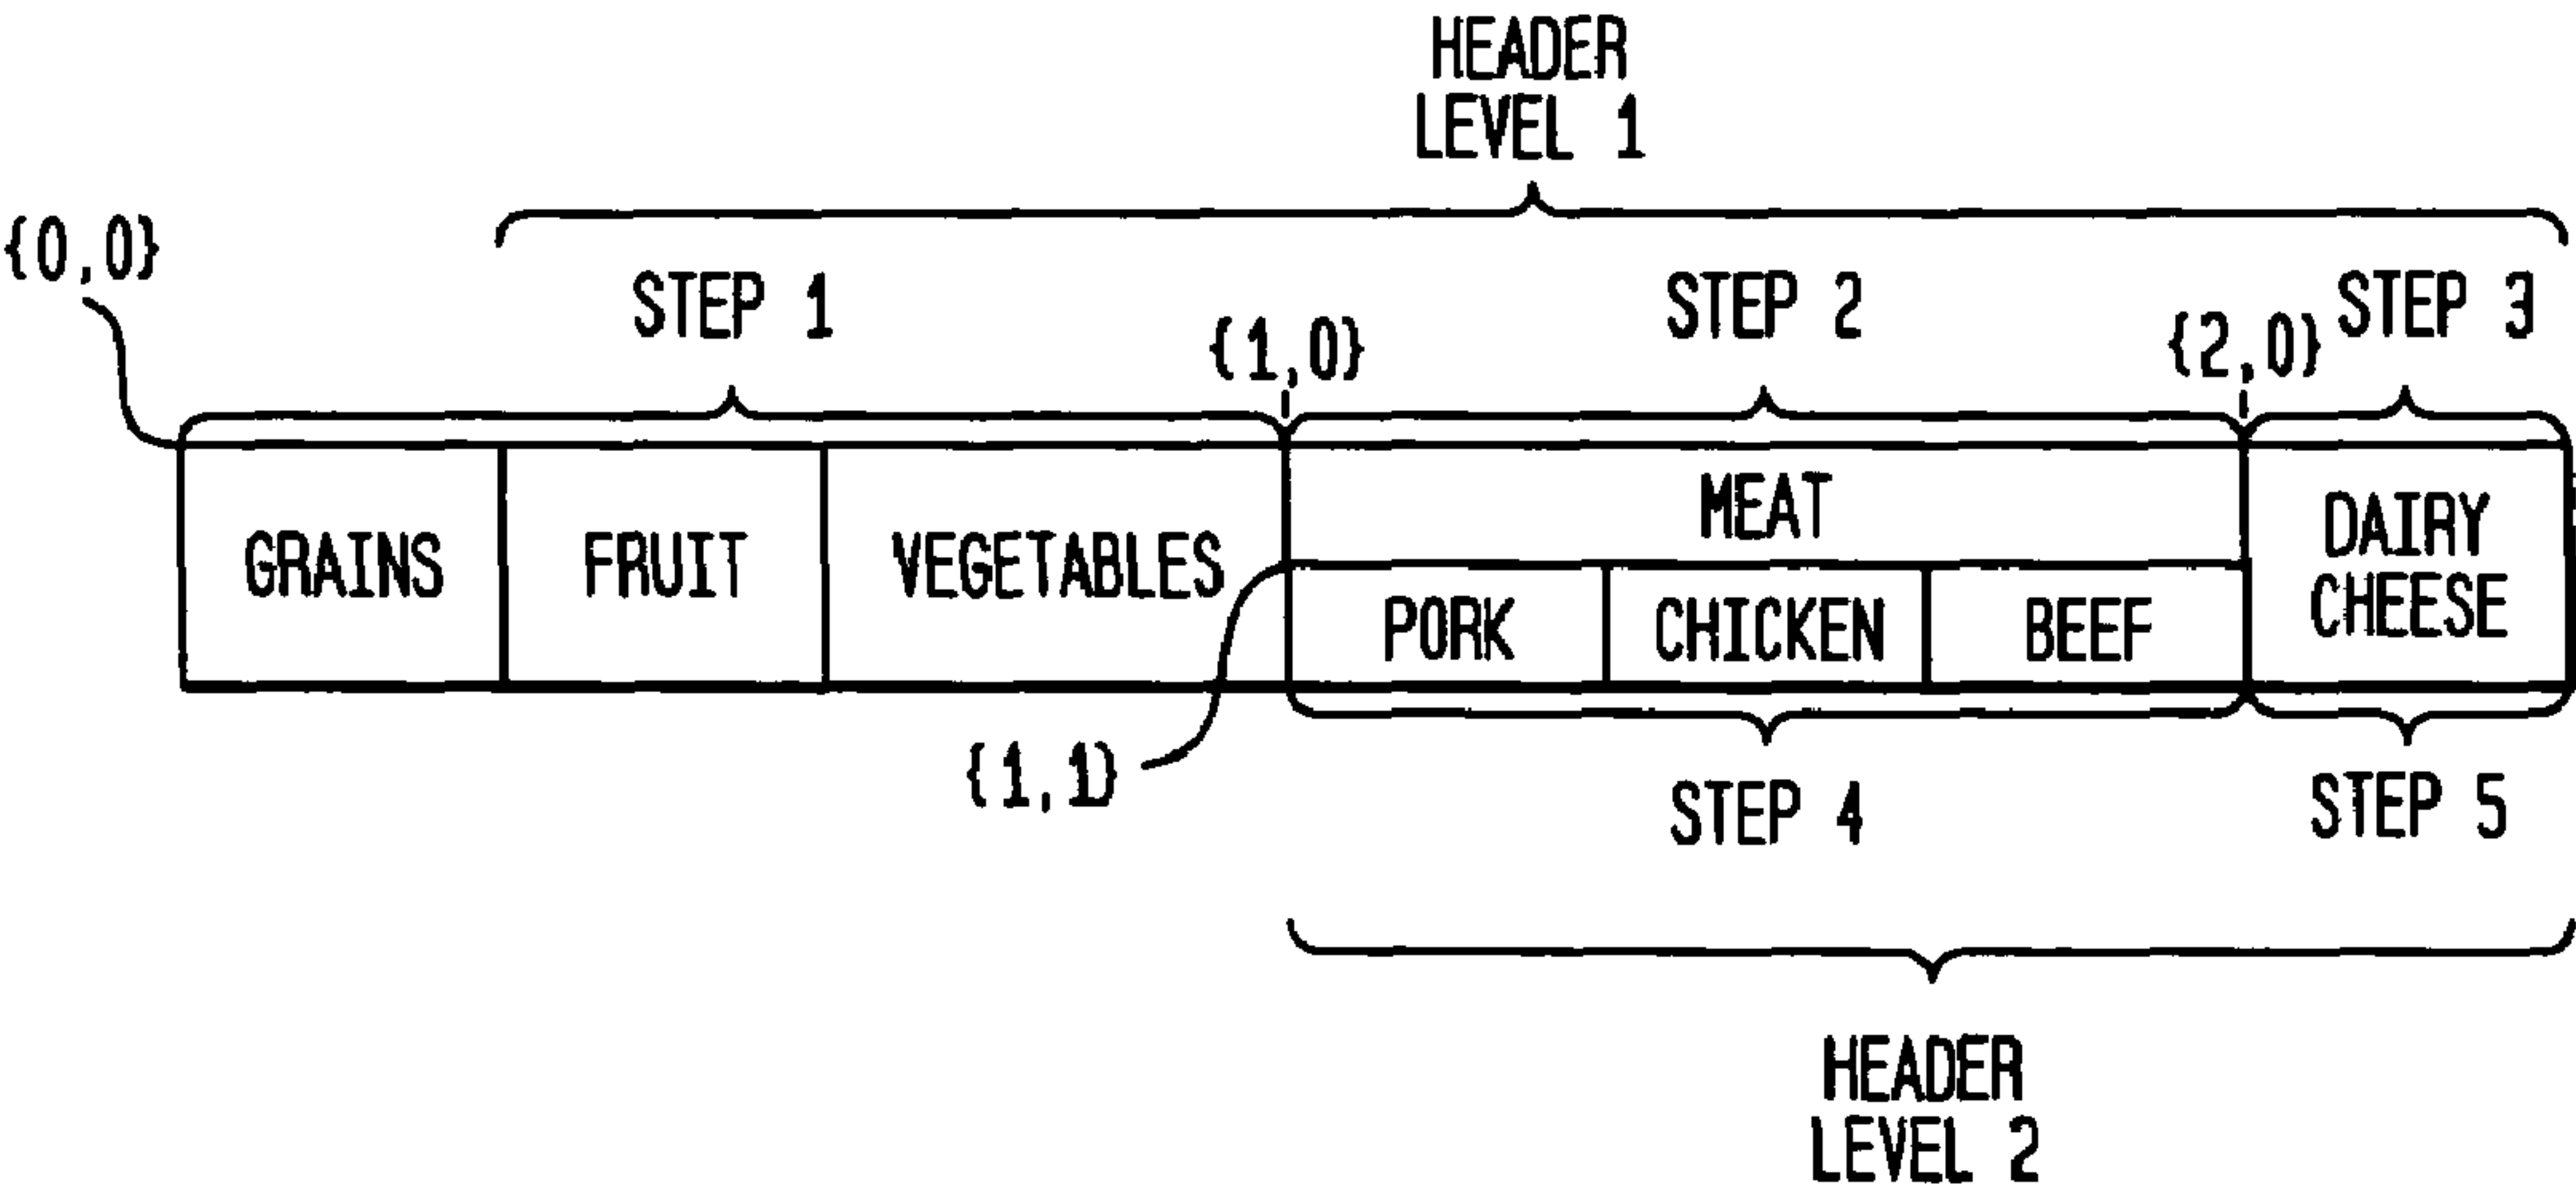 HEADER
LEVEL 1
{0,0}
STEP 1
STEP 2
STEP 3
{1,0}
{2,0}
GRAINS
FRUIT
VEGETABLES
MEAT
PORK
CHICKEN
BEEF
DAIRY
CHEESE
{1,1}
STEP 4
STEP 5
HEADER
LEVEL 2